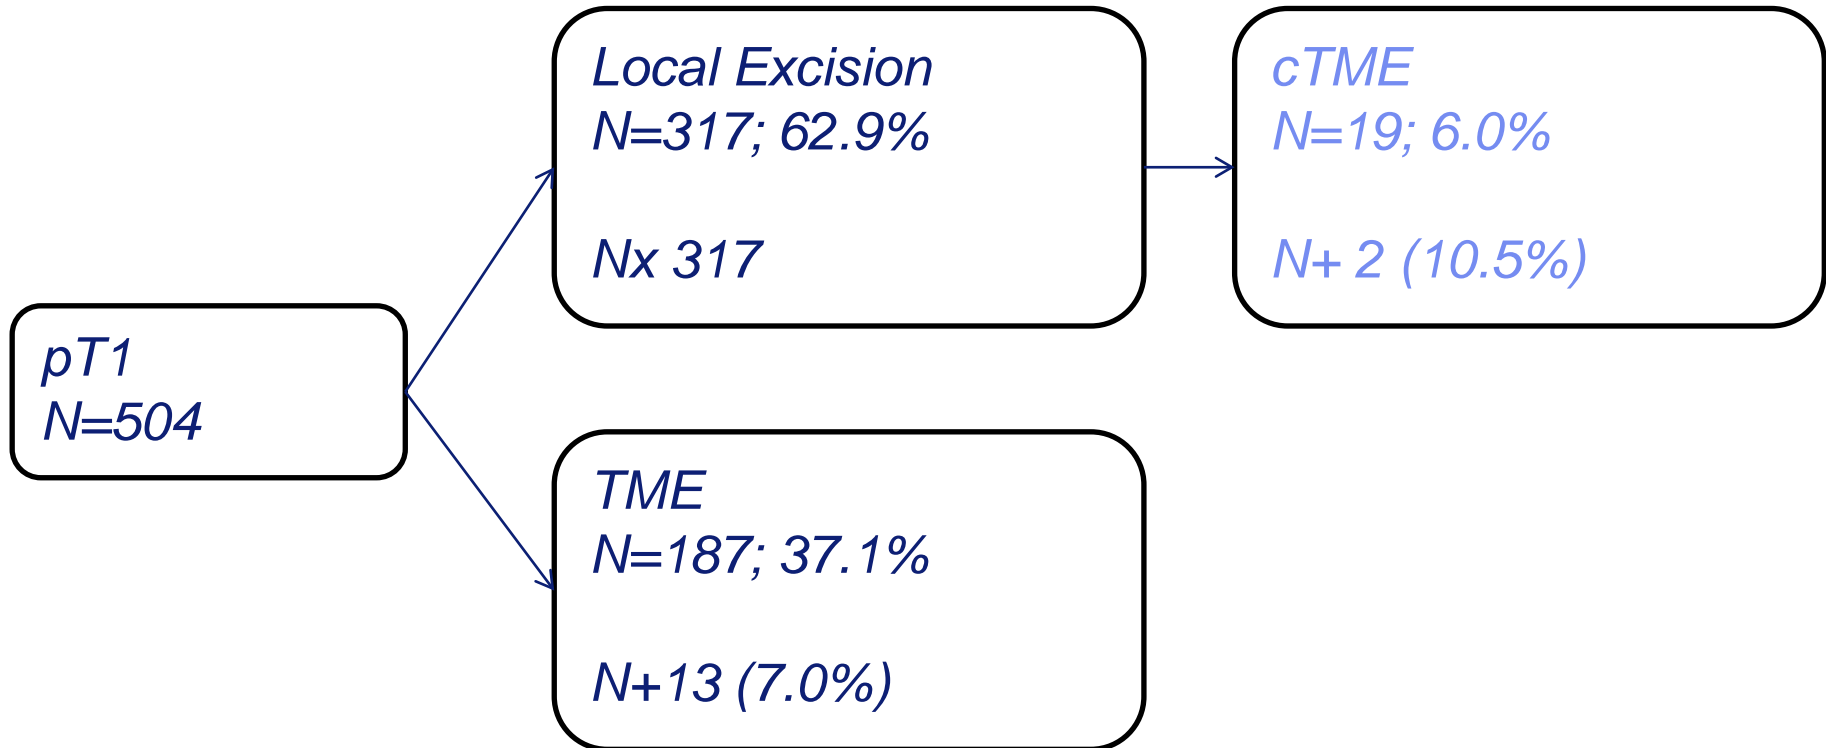 pT1
N=504
Local Excision
N=317; 62.9%
Nx 317
cTME
N=19; 6.0%
N+ 2 (10.5%)
TME
N=187; 37.1%
N+13 (7.0%)